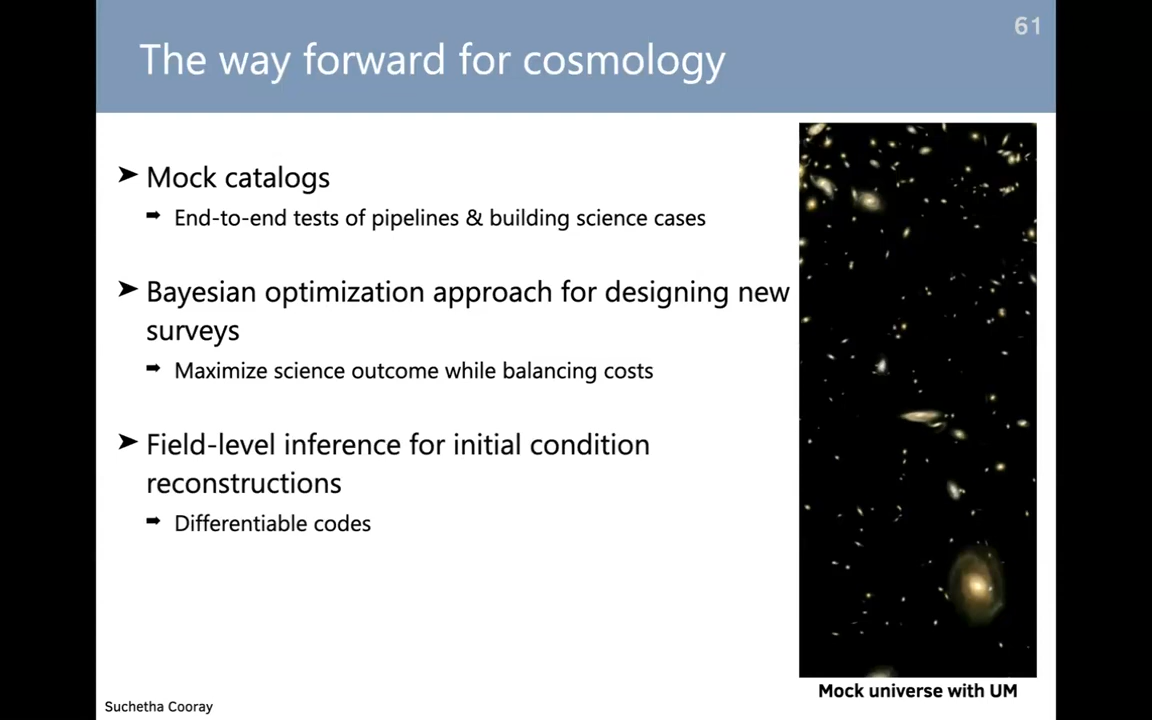 61
The way forward for cosmology
➤ Mock catalogs
➡ End-to-end tests of pipelines & building science cases
➤ Bayesian optimization approach for designing new
surveys
➡ Maximize science outcome while balancing costs
➤ Field-level inference for initial condition
reconstructions
➡ Differentiable codes
Mock universe with UM
Suchetha Cooray